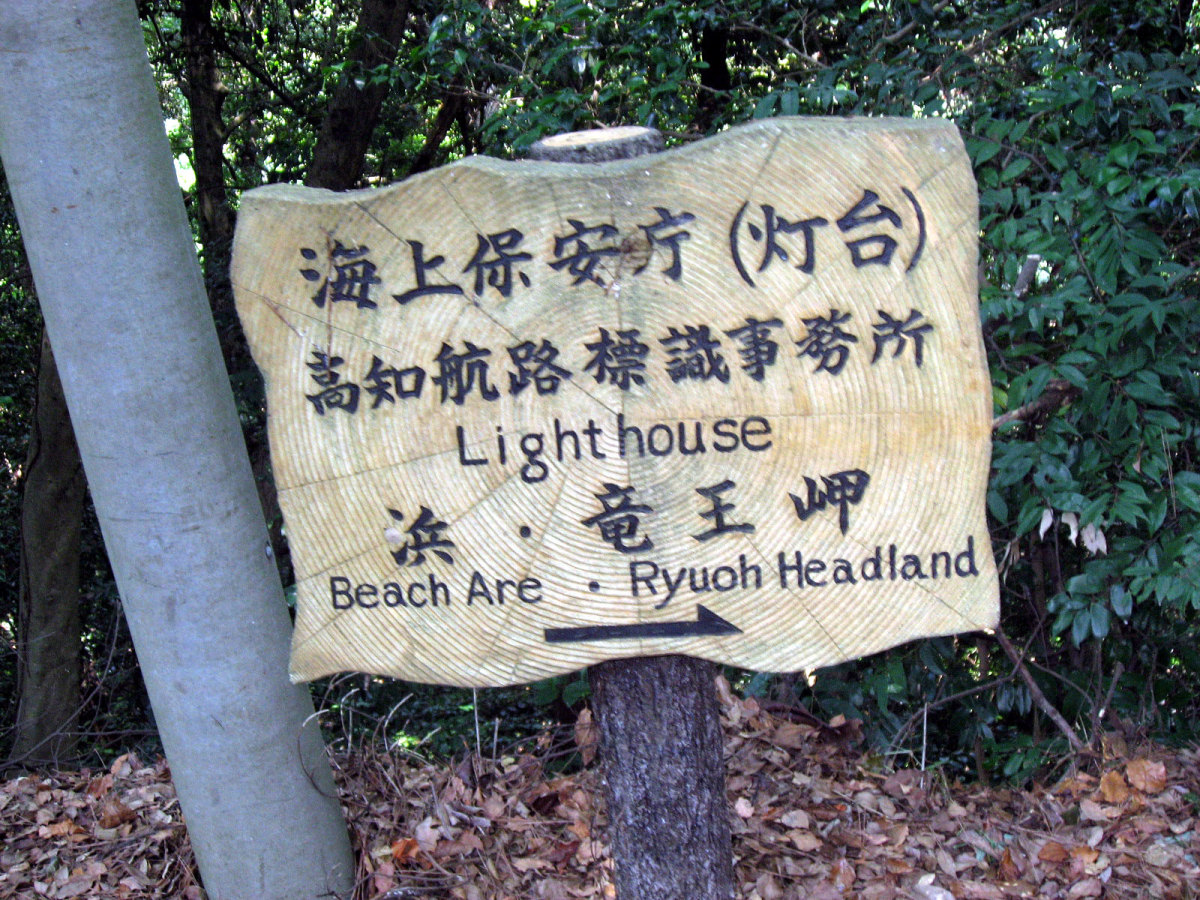 海上保安庁(灯台)
高知航路標識事務所
Lighthouse
浜・竜王岬
Beach Are・Ryuoh Headland